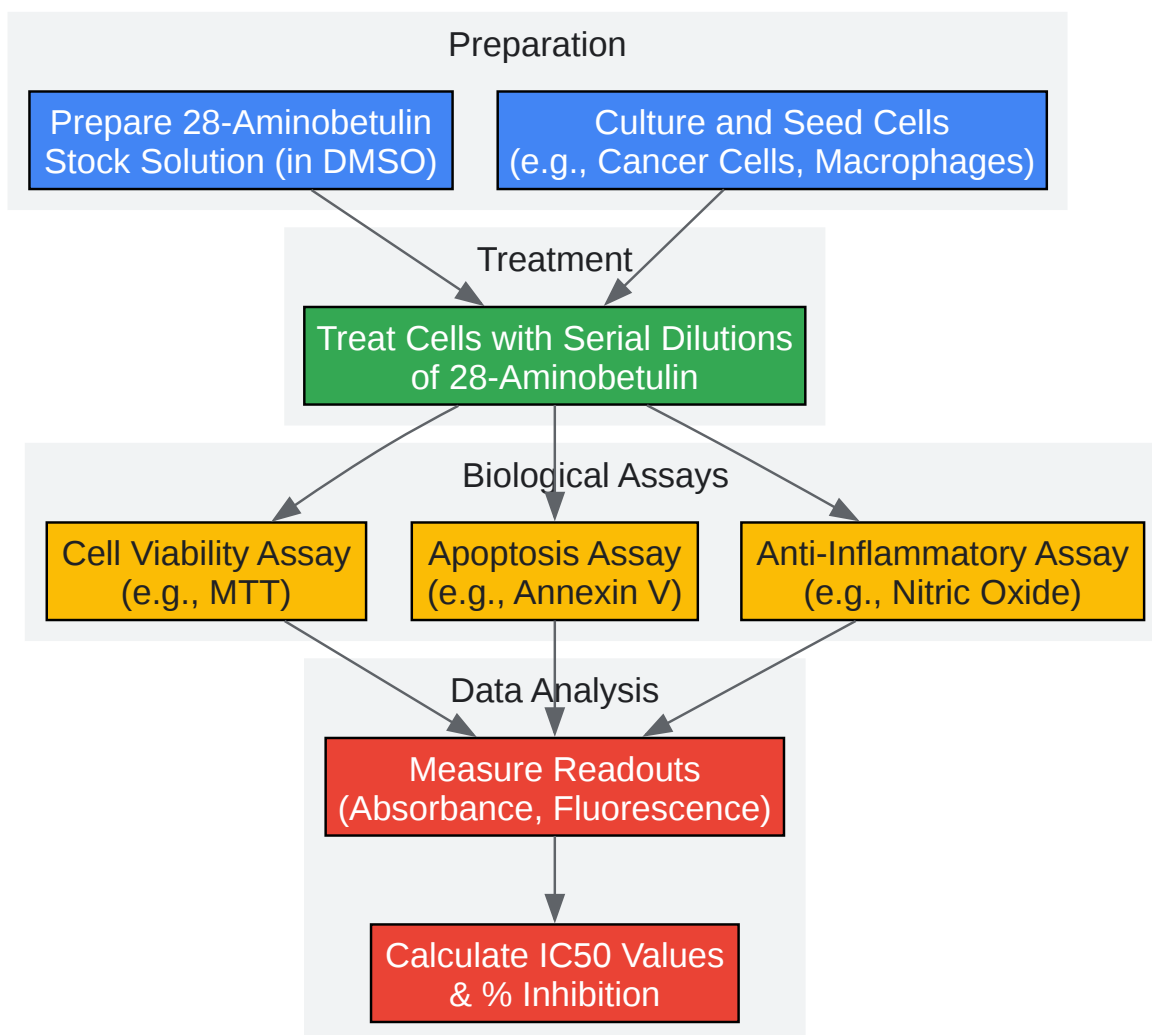 Preparation
Prepare 28-Aminobetulin
Stock Solution (in DMSO)
Culture and Seed Cells
(e.g., Cancer Cells, Macrophages)
Treatment
Treat Cells with Serial Dilutions
of 28-Aminobetulin
Biological Assays
Cell Viability Assay
(e.g., MTT)
Apoptosis Assay
(e.g., Annexin V)
Anti-Inflammatory Assay
(e.g., Nitric Oxide)
Data Analysis
Measure Readouts
(Absorbance, Fluorescence)
Calculate IC50 Values
& % Inhibition